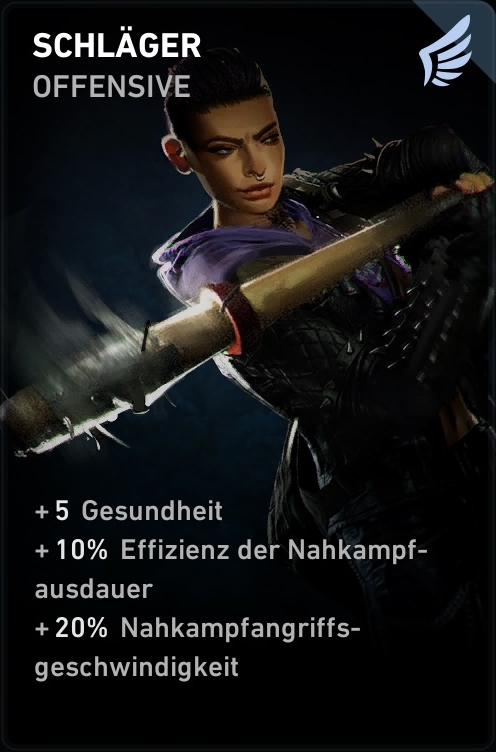 SCHLÄGER
OFFENSIVE
+ 5 Gesundheit
+ 10% Effizienz der Nahkampf-
ausdauer
+ 20% Nahkampfangriffs-
geschwindigkeit